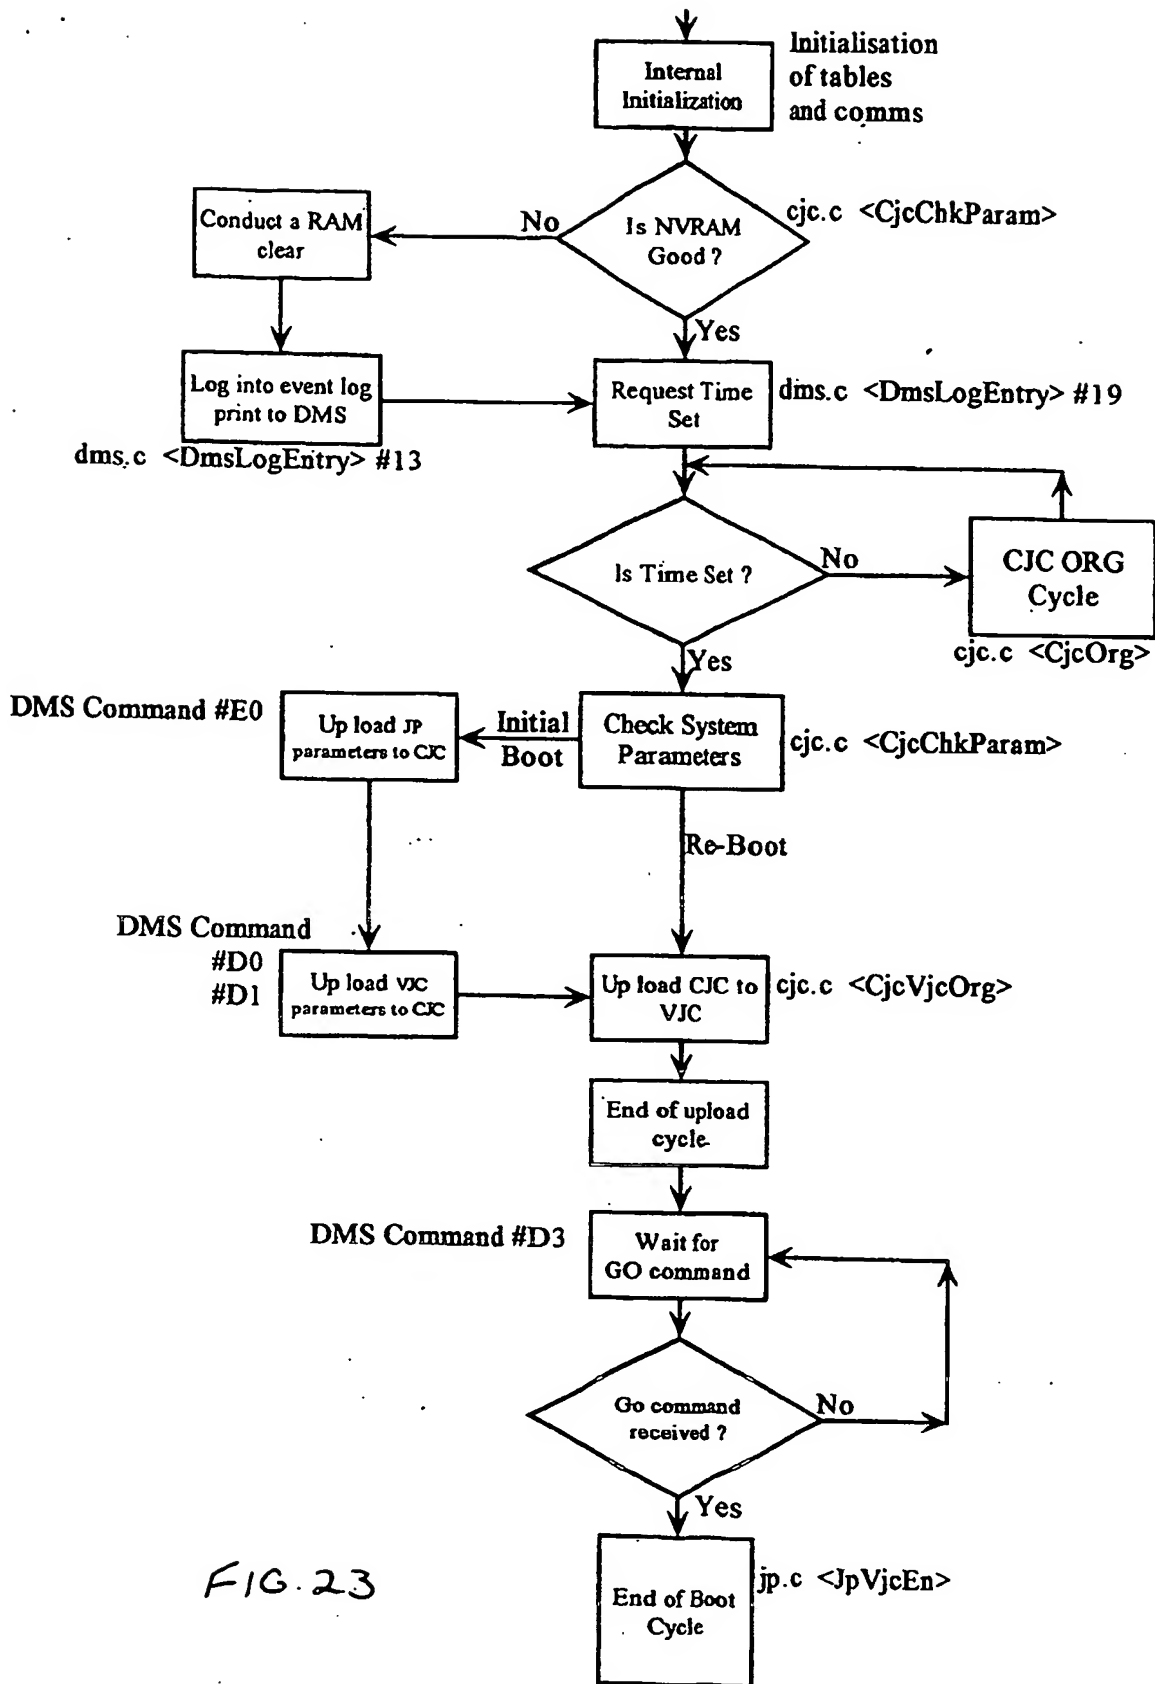 Internal
Initialization
Initialisation
of tables
and comms
Is NVRAM
Good ?
cjc.c <CjcChkParam>
No
Conduct a RAM
clear
Yes
Log into event log
print to DMS
dms.c <DmsLogEntry> #13
Request Time
Set
dms.c <DmsLogEntry> #19
Is Time Set ?
No
CJC ORG
Cycle
cjc.c <CjcOrg>
Yes
DMS Command #E0
Up load JP
parameters to CJC
Initial
Boot
Check System
Parameters
cjc.c <CjcChkParam>
Re-Boot
DMS Command
#D0
#D1
Up load VJC
parameters to CJC
Up load CJC to
VJC
cjc.c <CjcVjcOrg>
End of upload
cycle
DMS Command #D3
Wait for
GO command
Go command
received ?
No
Yes
End of Boot
Cycle
jp.c <JpVjcEn>
FIG. 23